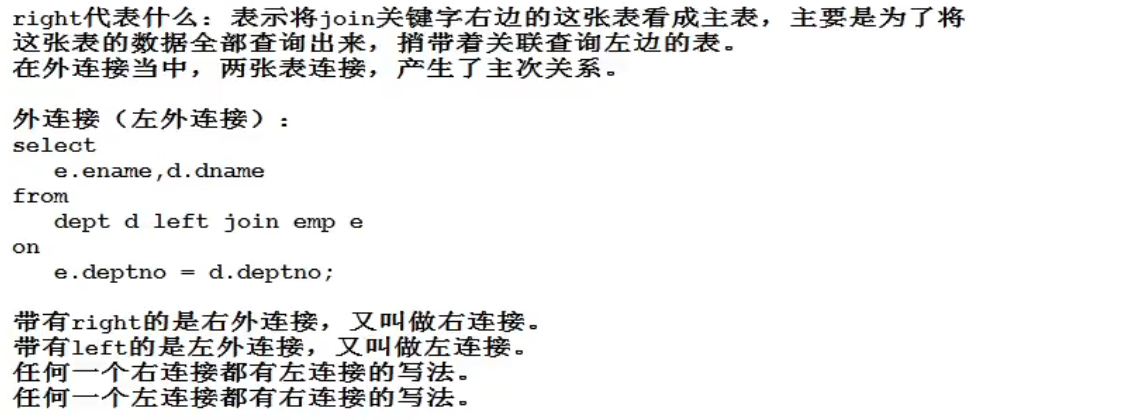 right代表什么：表示将join关键字右边的这张表看成主表，主要是为了将
这张表的数据全部查询出来，捎带着关联查询左边的表。
在外连接当中，两张表连接，产生了主次关系。
外连接（左外连接）：
select
e.ename,d.dname
from
dept d left join emp e
on
e.deptno = d.deptno;
带有right的是右外连接，又叫做右连接。
带有left的是左外连接，又叫做左连接。
任何一个右连接都有左连接的写法。
任何一个左连接都有右连接的写法。